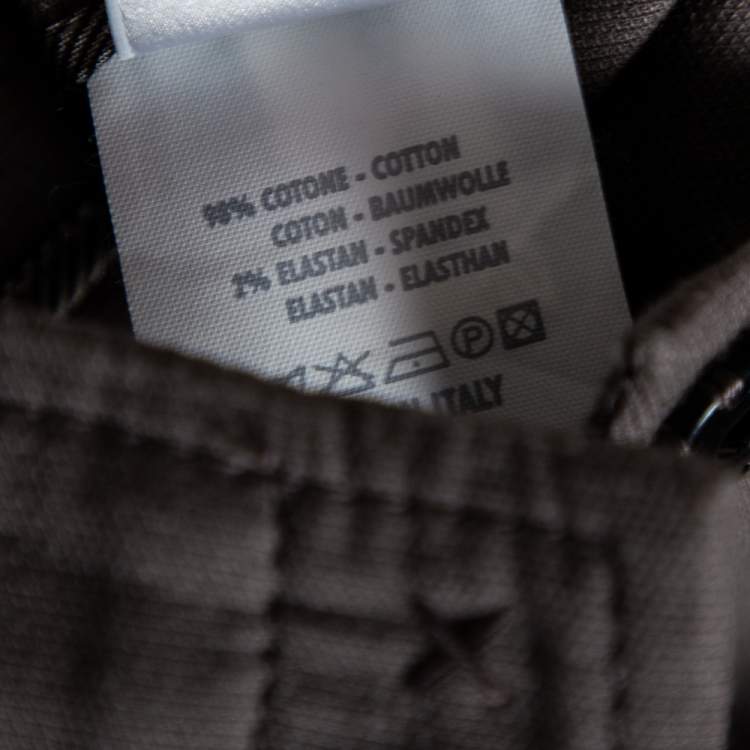 98% COTONE - COTTON
COTON - BAUMWOLLE
2% ELASTAN - SPANDEX
ELASTAN - ELASTHAN
P
ITALY